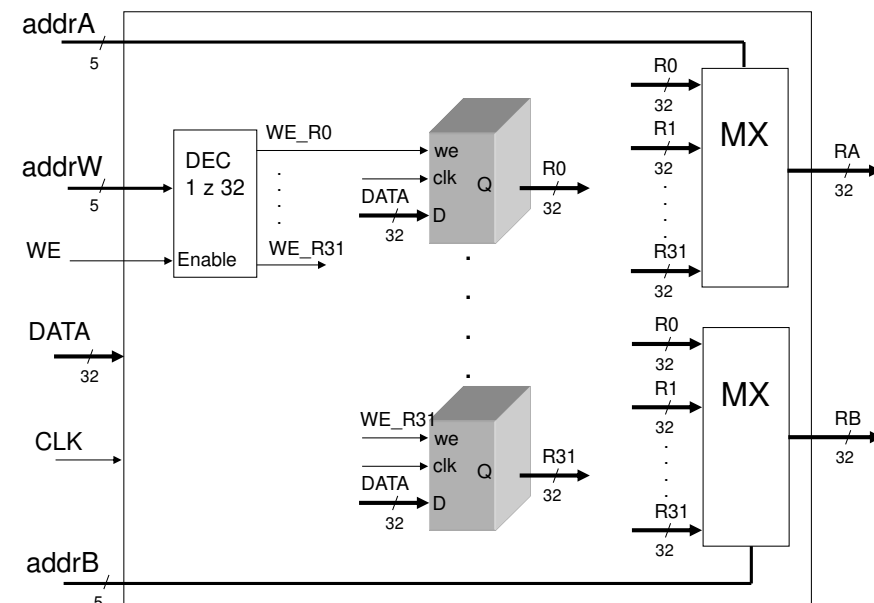 addrA
5
addrW
5
WE
DATA
32
CLK
addrB
5
DEC
1 z 32
Enable
WE_R0
.
.
.
.
WE_R31
we
clk
DATA
32
D
Q
R0
32
.
.
.
.
WE_R31
we
clk
DATA
32
D
Q
R31
32
R0
32
R1
32
.
.
.
.
R31
32
MX
RA
32
R0
32
R1
32
.
.
.
.
R31
32
MX
RB
32